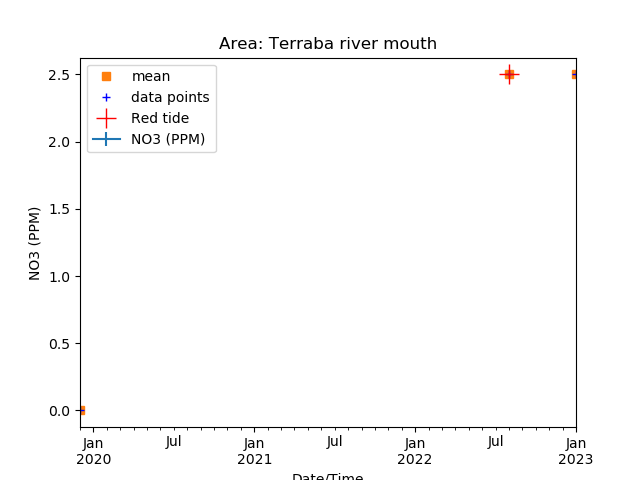 Area: Terraba river mouth
mean
data points
Red tide
NO3 (PPM)
NO3 (PPM)
2.5
2.0
1.5
1.0
0.5
0.0
Jan
2020
Jul
Jan
2021
Jul
Jan
2022
Jul
Jan
2023
Date/Time